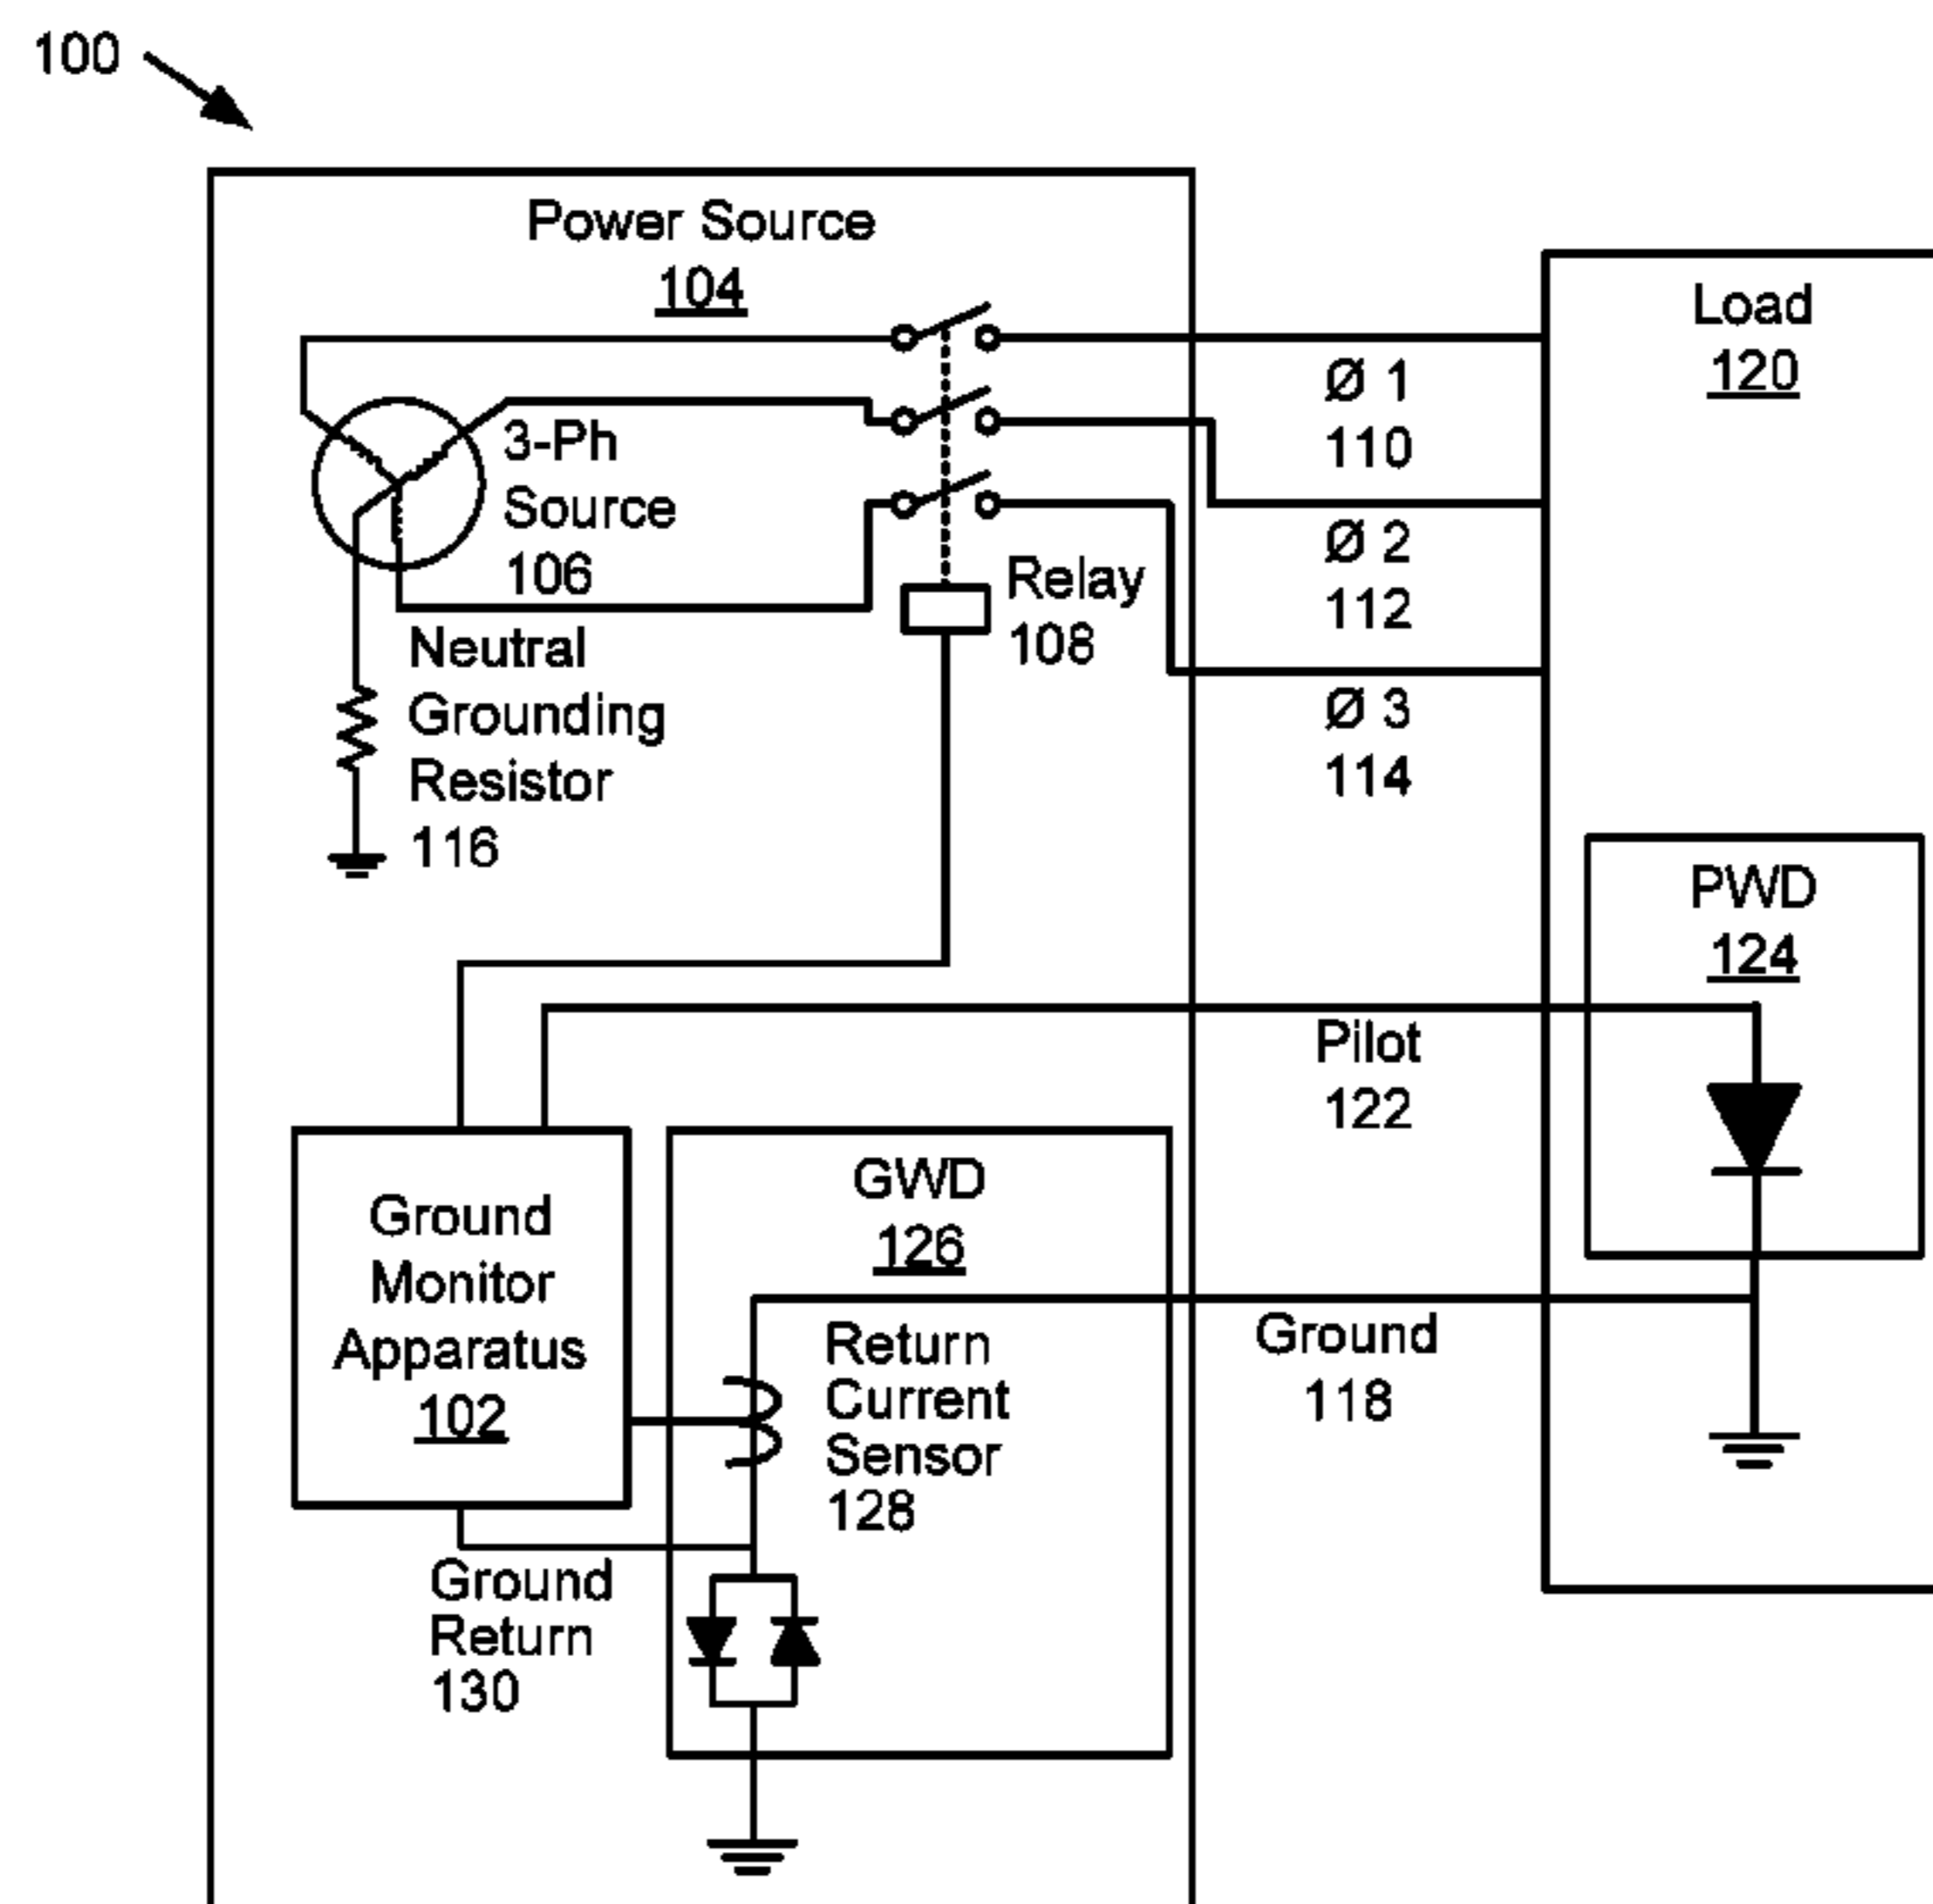 100
Power Source
104
Load
120
Ø 1
110
3-Ph
Source
106
Ø 2
112
Relay
108
Neutral
Grounding
Resistor
116
Ø 3
114
PWD
124
Pilot
122
Ground
Monitor
Apparatus
102
GWD
126
Return
Current
Sensor
128
Ground
118
Ground
Return
130